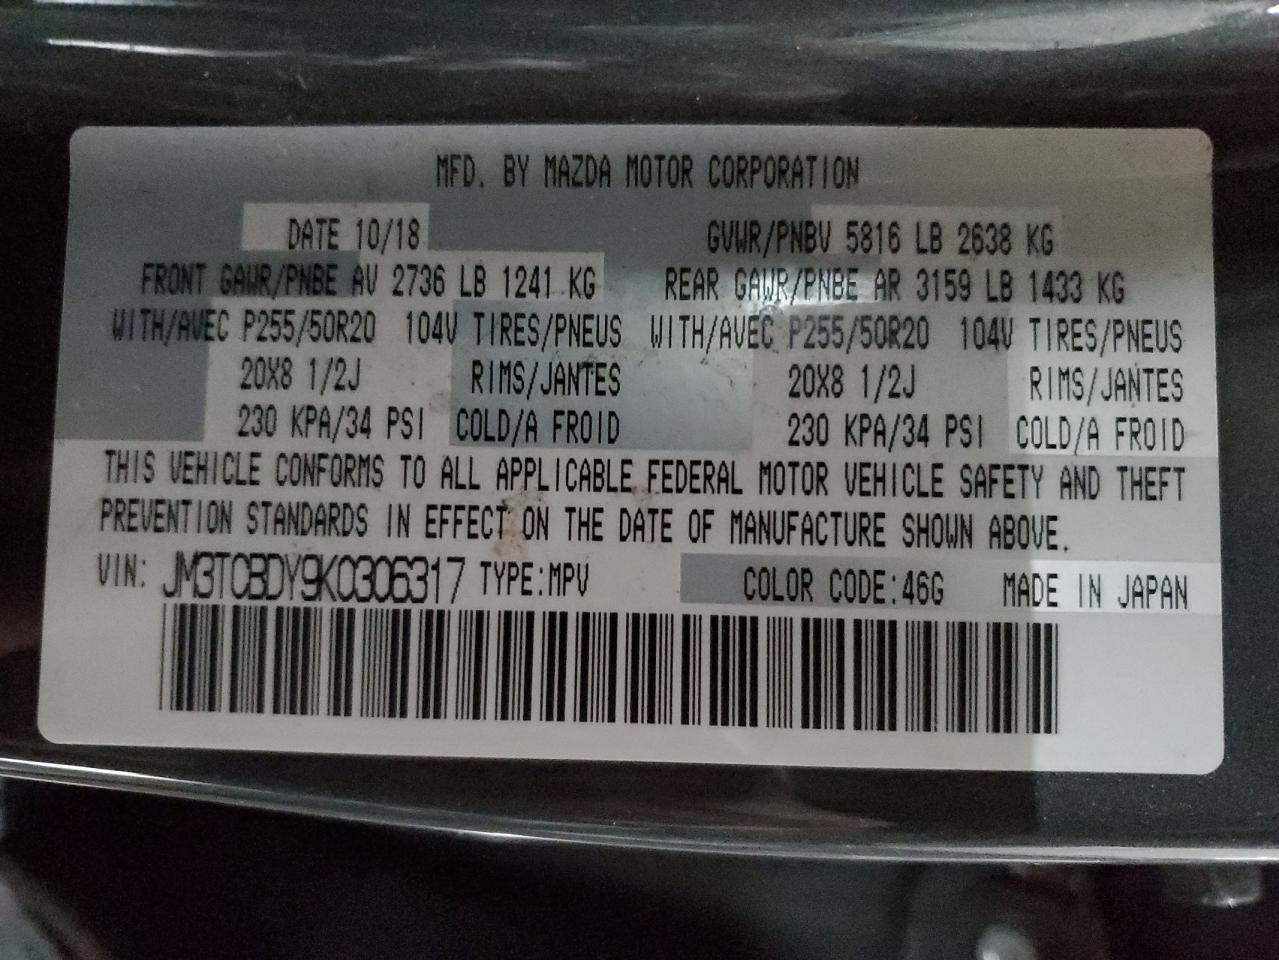 MFD. BY MAZDA MOTOR CORPORATION
DATE 10/18 GVWR/PNBV 5816 LB 2638 KG
FRONT GAWR/PNBE AV 2736 LB 1241 KG REAR GAWR/PNBE AR 3159 LB 1433 KG
WITH/AVEC P255/50R20 104V TIRES/PNEUS WITH/AVEC P255/50R20 104V TIRES/PNEUS
20X8 1/2J RIMS/JANTES 20X8 1/2J RIMS/JANTES
230 KPA/34 PSI COLD/A FROID 230 KPA/34 PSI COLD/A FROID
THIS VEHICLE CONFORMS TO ALL APPLICABLE FEDERAL MOTOR VEHICLE SAFETY AND THEFT
PREVENTION STANDARDS IN EFFECT ON THE DATE OF MANUFACTURE SHOWN ABOVE.
VIN: JM3TCBDY9K0306317 TYPE:MPV COLOR CODE:46G MADE IN JAPAN